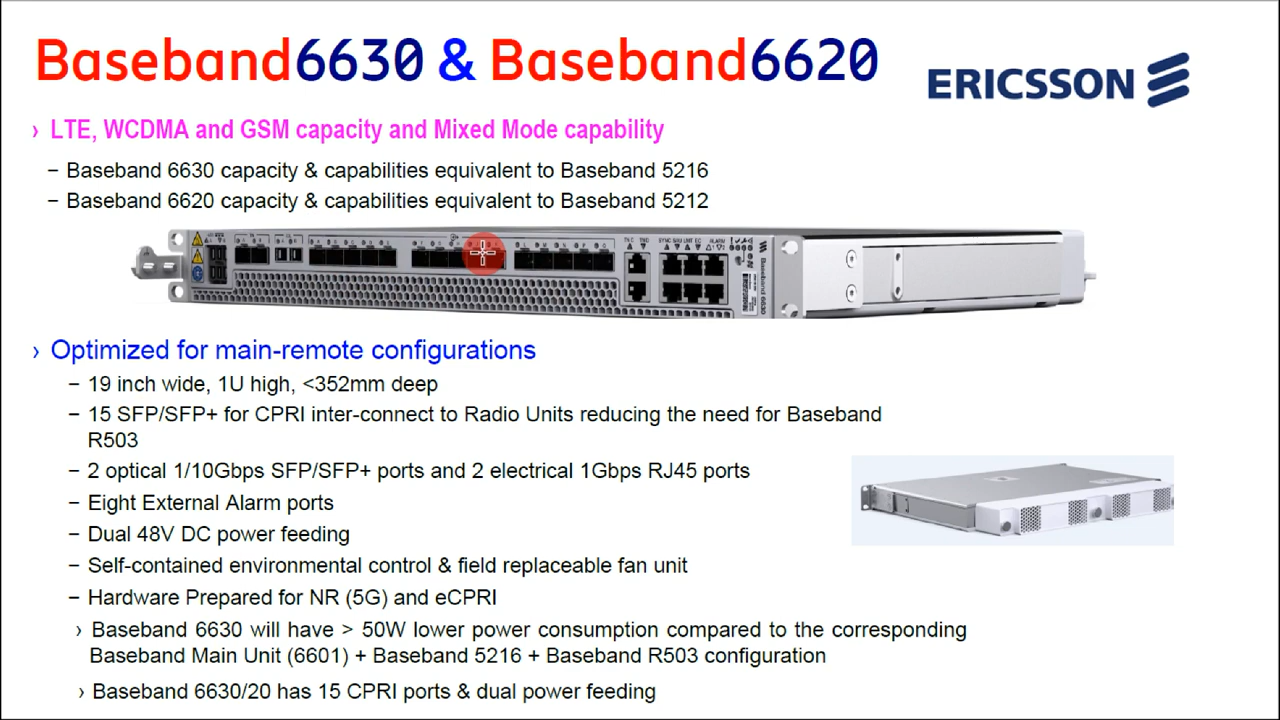 Baseband6630 & Baseband6620
ERICSSON
› LTE, WCDMA and GSM capacity and Mixed Mode capability
− Baseband 6630 capacity & capabilities equivalent to Baseband 5216
− Baseband 6620 capacity & capabilities equivalent to Baseband 5212
Baseband 6630
› Optimized for main-remote configurations
− 19 inch wide, 1U high, <352mm deep
− 15 SFP/SFP+ for CPRI inter-connect to Radio Units reducing the need for Baseband
R503
− 2 optical 1/10Gbps SFP/SFP+ ports and 2 electrical 1Gbps RJ45 ports
− Eight External Alarm ports
− Dual 48V DC power feeding
− Self-contained environmental control & field replaceable fan unit
− Hardware Prepared for NR (5G) and eCPRI
› Baseband 6630 will have > 50W lower power consumption compared to the corresponding
Baseband Main Unit (6601) + Baseband 5216 + Baseband R503 configuration
› Baseband 6630/20 has 15 CPRI ports & dual power feeding